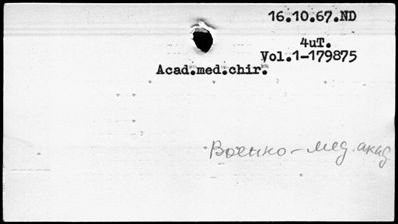 16.10.67.ND
4uT.
Vol.1-179875
Acad.med.chir.
Военно-мед. акад